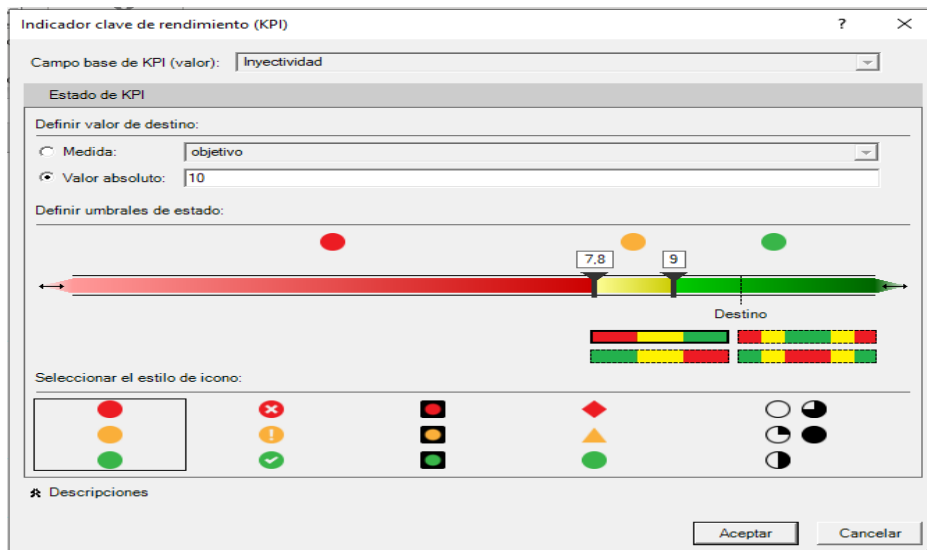 Indicador clave de rendimiento (KPI)
Campo base de KPI (valor): Inyectividad
Estado de KPI
Definir valor de destino:
Medida: objetivo
Valor absoluto: 10
Definir umbrales de estado:
7,8 9
Destino
Seleccionar el estilo de icono:
Descripciones
Aceptar Cancelar